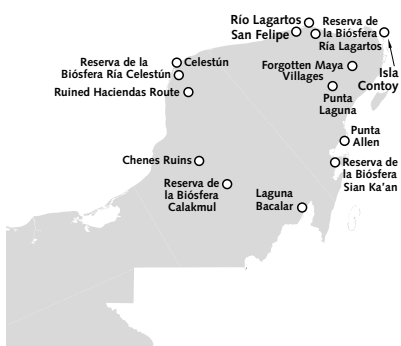 Río Lagartos
San Felipe
Reserva de
la Biósfera
Ría Lagartos
Isla
Contoy
Reserva de la
Biósfera Ría Celestún
Celestún
Ruined Haciendas Route
Forgotten Maya
Villages
Punta
Laguna
Punta
Allen
Chenes Ruins
Reserva de
la Biósfera
Sian Ka'an
Reserva de
la Biósfera
Calakmul
Laguna
Bacalar